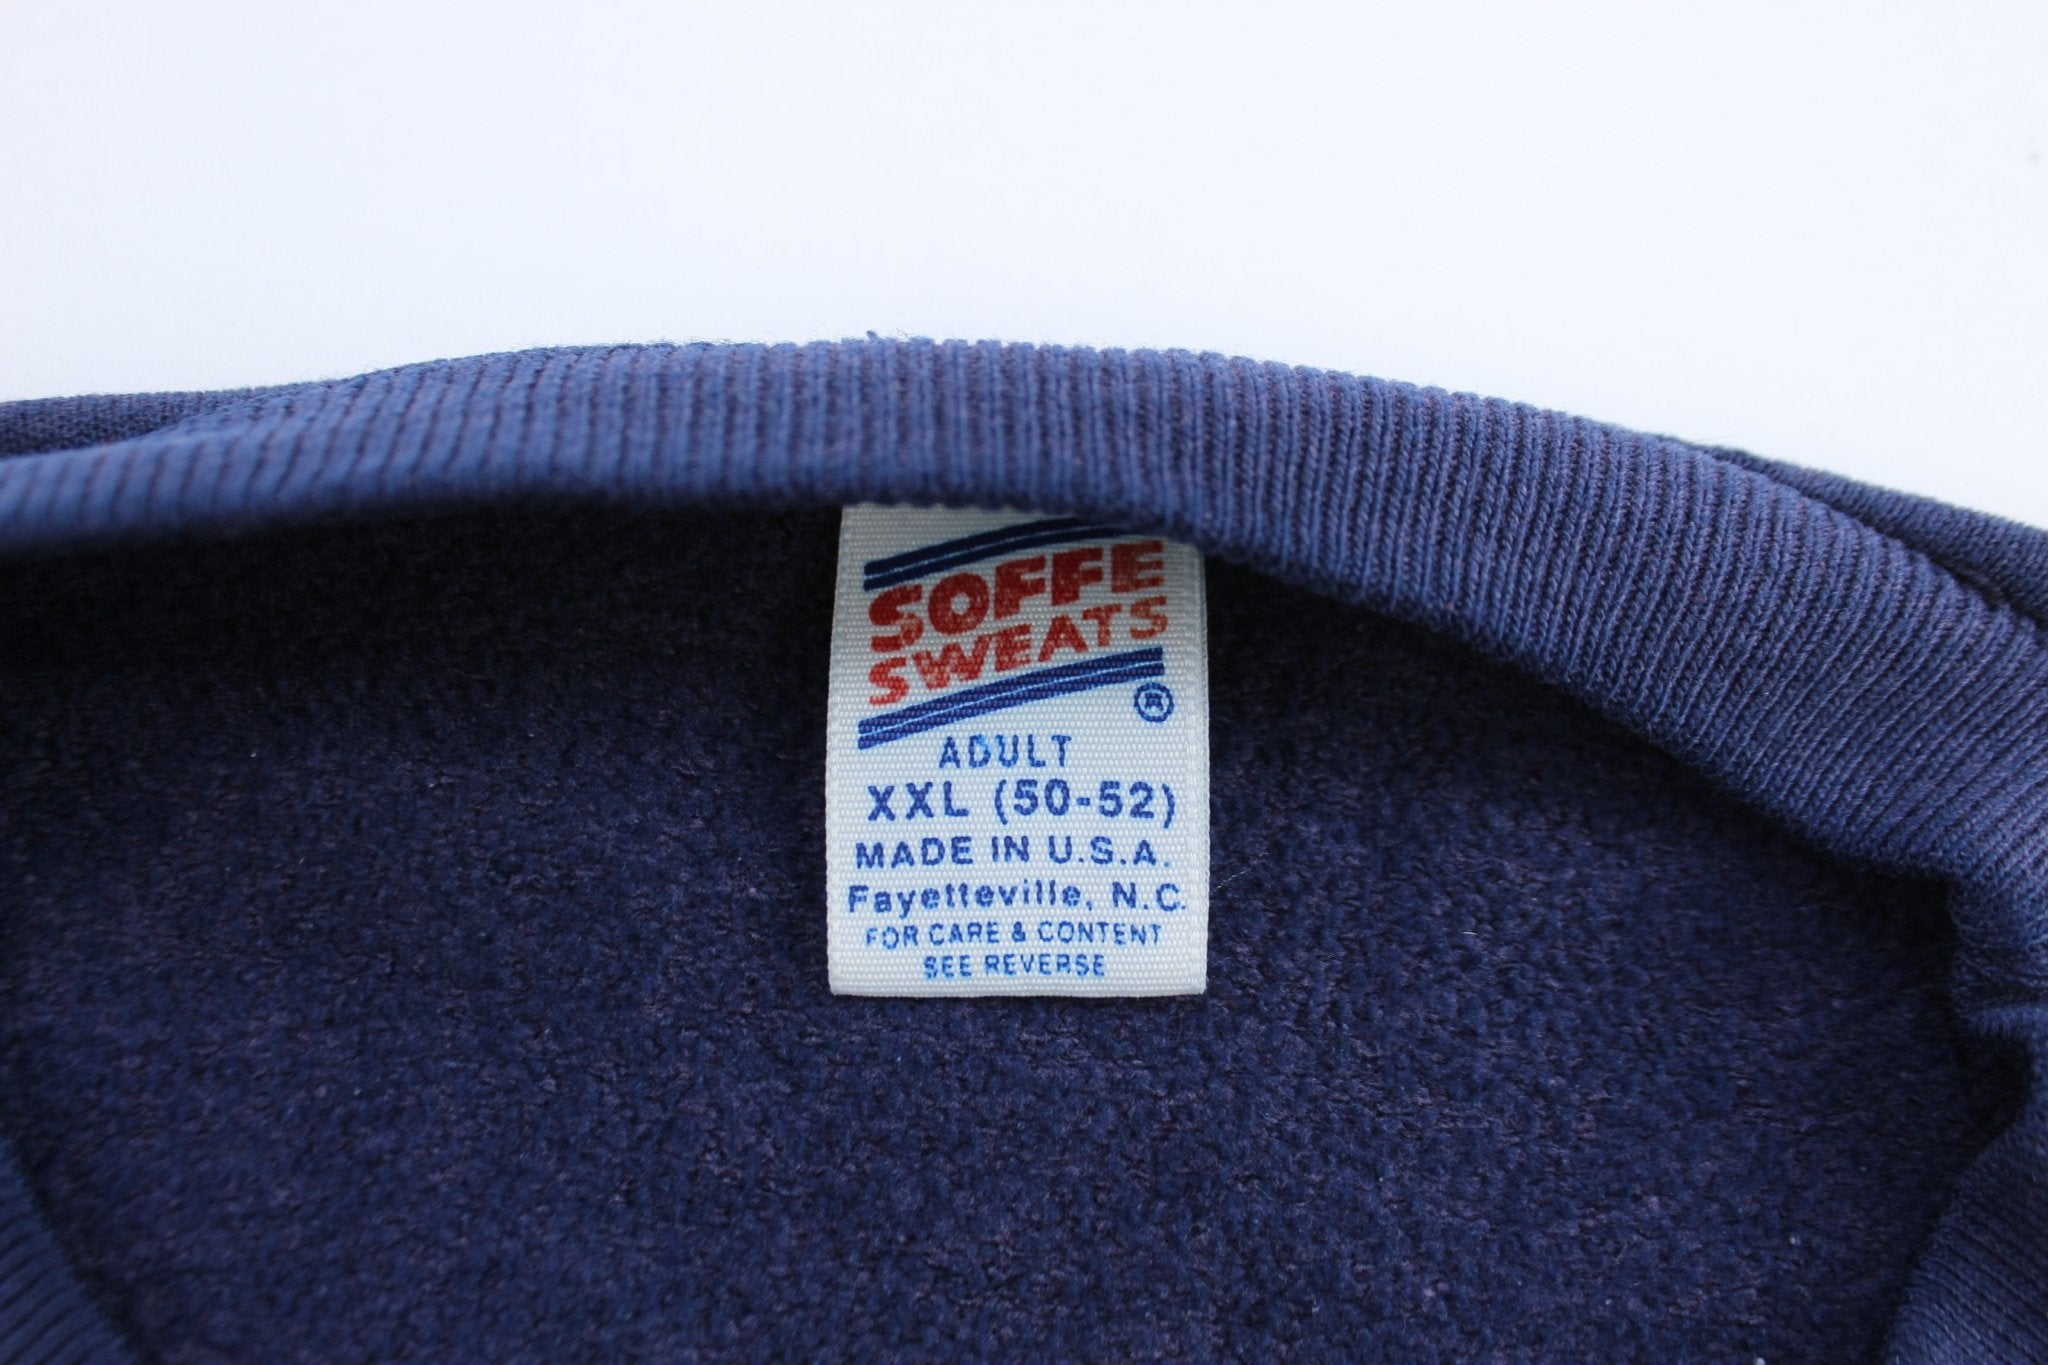 SOFFE
SWEATS
®
ADULT
XXL (50-52)
MADE IN U.S.A.
Fayetteville, N.C.
FOR CARE & CONTENT
SEE REVERSE